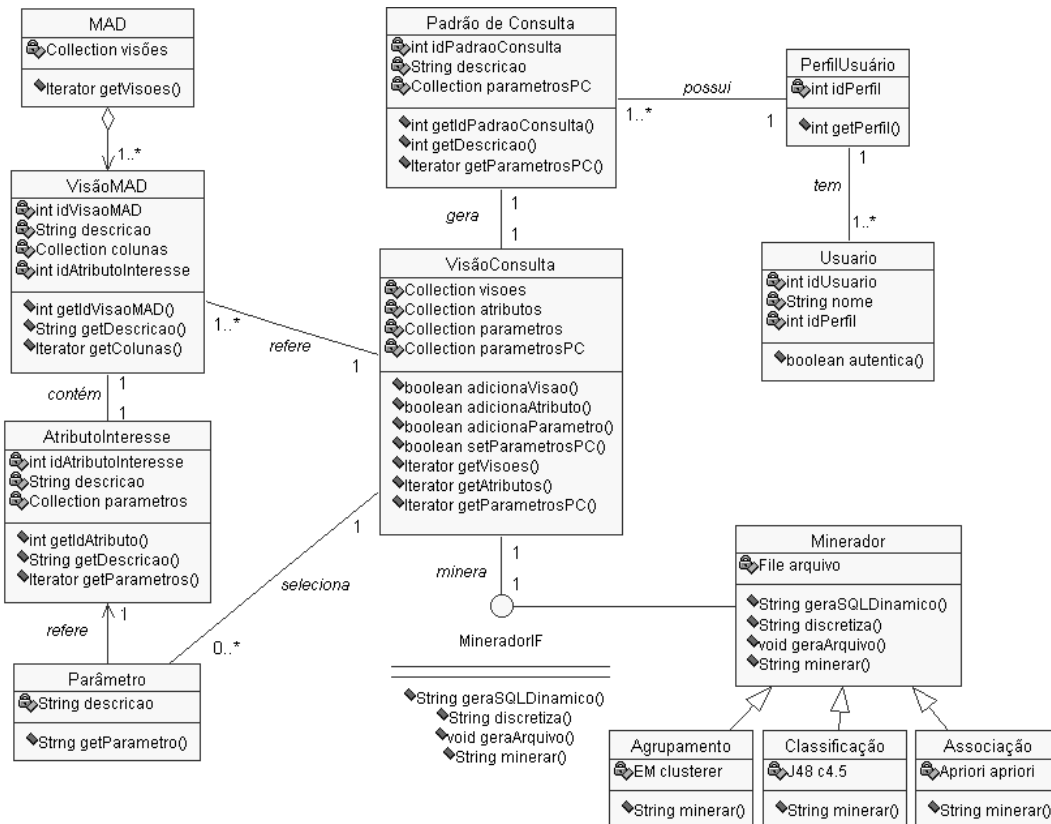 MAD
Collection visões
Iterator getVisoes()
1..*
VisãoMAD
int idVisaoMAD
String descricao
Collection colunas
int idAtributoInteresse
int getIdVisaoMAD()
String getDescricao()
Iterator getColunas()
1..*
refere
1
1
contém
1
AtributoInteresse
int idAtributoInteresse
String descricao
Collection parametros
int getIdAtributo()
String getDescricao()
Iterator getParametros()
1
refere
Parâmetro
String descricao
Strng getParametro()
0..*
seleciona
1
Padrão de Consulta
int idPadraoConsulta
String descricao
Collection parametrosPC
int getIdPadraoConsulta()
int getDescricao()
Iterator getParametrosPC()
possui
1..*
1
PerfilUsuário
int idPerfil
int getPerfil()
1
tem
1..*
Usuario
int idUsuario
String nome
int idPerfil
boolean autentica()
1
gera
1
VisãoConsulta
Collection visoes
Collection atributos
Collection parametros
Collection parametrosPC
boolean adicionaVisao()
boolean adicionaAtributo()
boolean adicionaParametro()
boolean setParametrosPC()
Iterator getVisoes()
Iterator getAtributos()
Iterator getParametrosPC()
1
minera
1
MineradorIF
String geraSQLDinamico()
String discretiza()
void geraArquivo()
String minerar()
Minerador
File arquivo
String geraSQLDinamico()
String discretiza()
void geraArquivo()
String minerar()
Agrupamento
EM clusterer
String minerar()
Classificação
J48 c4.5
String minerar()
Associação
Apriori apriori
String minerar()